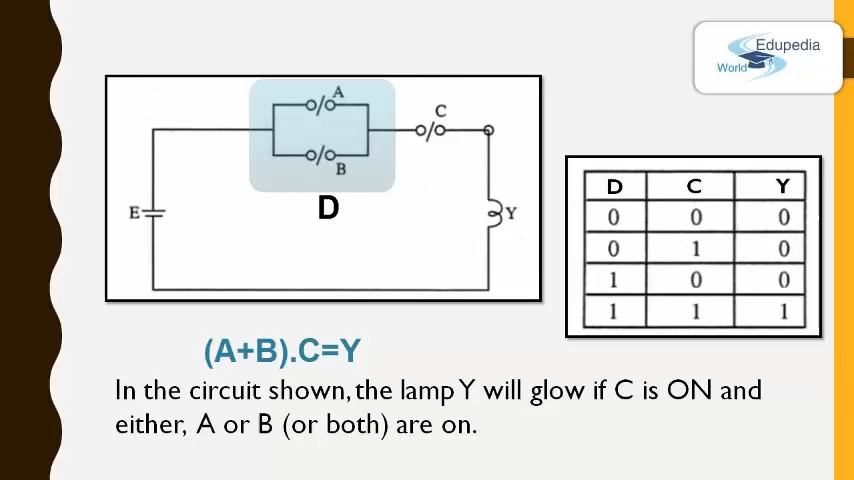 Edupedia
World
A
C
B
E
D
Y
D C Y
0 0 0
0 1 0
1 0 0
1 1 1
(A+B).C=Y
In the circuit shown, the lamp Y will glow if C is ON and
either, A or B (or both) are on.